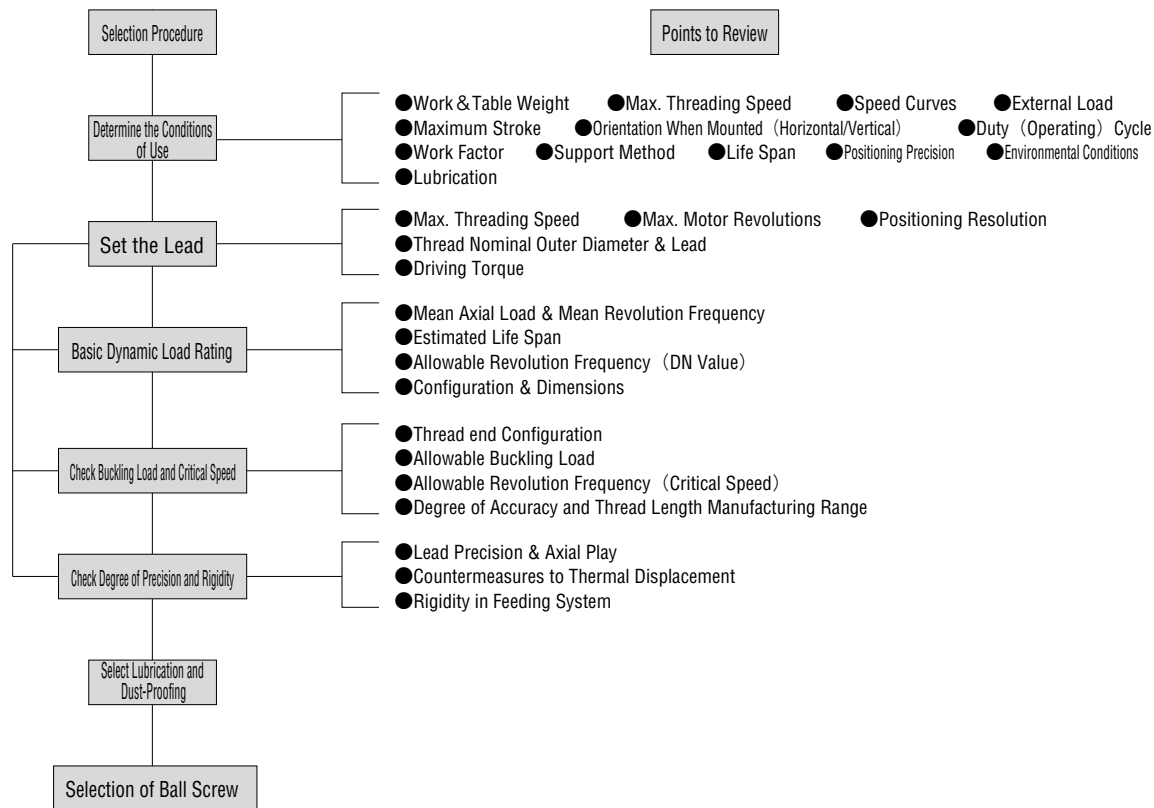 Selection Procedure
Points to Review
Determine the Conditions
of Use
●Work＆Table Weight ●Max. Threading Speed ●Speed Curves ●External Load
●Maximum Stroke ●Orientation When Mounted（Horizontal/Vertical） ●Duty（Operating）Cycle
●Work Factor ●Support Method ●Life Span ●Positioning Precision ●Environmental Conditions
●Lubrication
Set the Lead
●Max. Threading Speed ●Max. Motor Revolutions ●Positioning Resolution
●Thread Nominal Outer Diameter & Lead
●Driving Torque
Basic Dynamic Load Rating
●Mean Axial Load & Mean Revolution Frequency
●Estimated Life Span
●Allowable Revolution Frequency（DN Value）
●Configuration & Dimensions
Check Buckling Load and Critical Speed
●Thread end Configuration
●Allowable Buckling Load
●Allowable Revolution Frequency（Critical Speed）
●Degree of Accuracy and Thread Length Manufacturing Range
Check Degree of Precision and Rigidity
●Lead Precision & Axial Play
●Countermeasures to Thermal Displacement
●Rigidity in Feeding System
Select Lubrication and
Dust-Proofing
Selection of Ball Screw